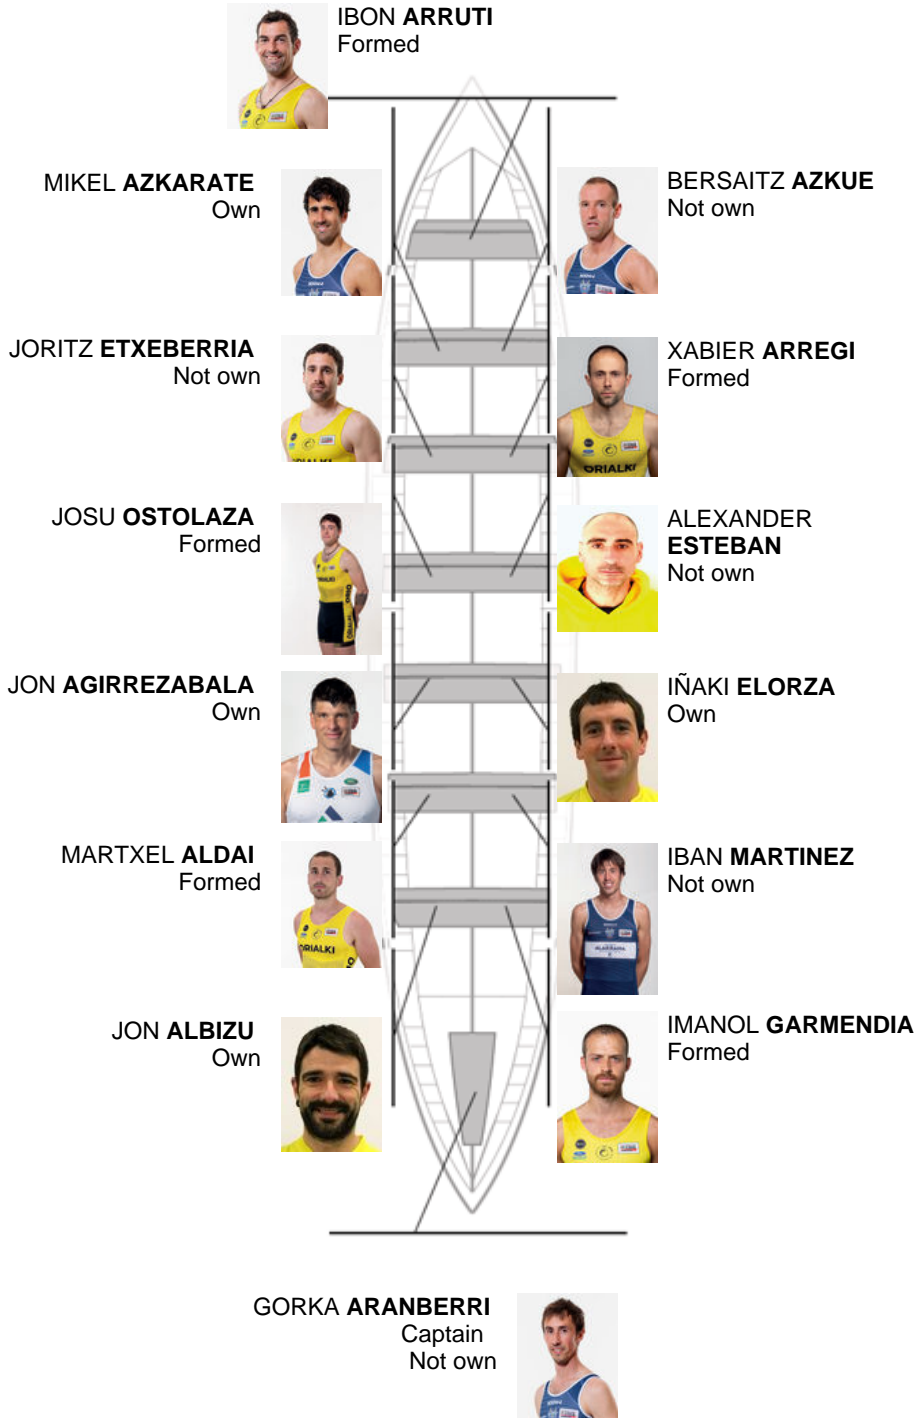 IBON ARRUTI
Formed
MIKEL AZKARATE
Own
BERSAITZ AZKUE
Not own
JORITZ ETXEBERRIA
Not own
XABIER ARREGI
Formed
ORIALKI
JOSU OSTOLAZA
Formed
ALEXANDER
ESTEBAN
Not own
JON AGIRREZABALA
Own
IÑAKI ELORZA
Own
MARTXEL ALDAI
Formed
ORIALKI
IBAN MARTINEZ
Not own
JON ALBIZU
Own
IMANOL GARMENDIA
Formed
GORKA ARANBERRI
Captain
Not own